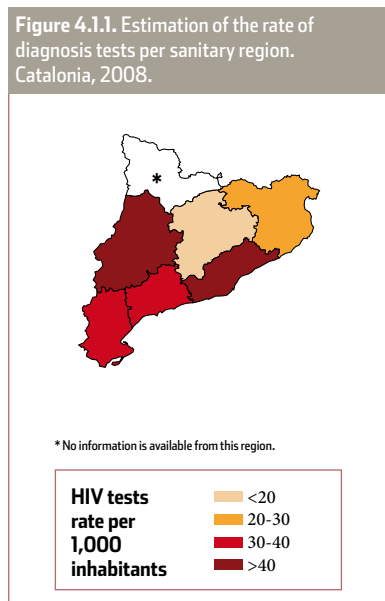 Figure 4.1.1. Estimation of the rate of
diagnosis tests per sanitary region.
Catalonia, 2008.
*
* No information is available from this region.
HIV tests
rate per
1,000
inhabitants
<20
20-30
30-40
>40